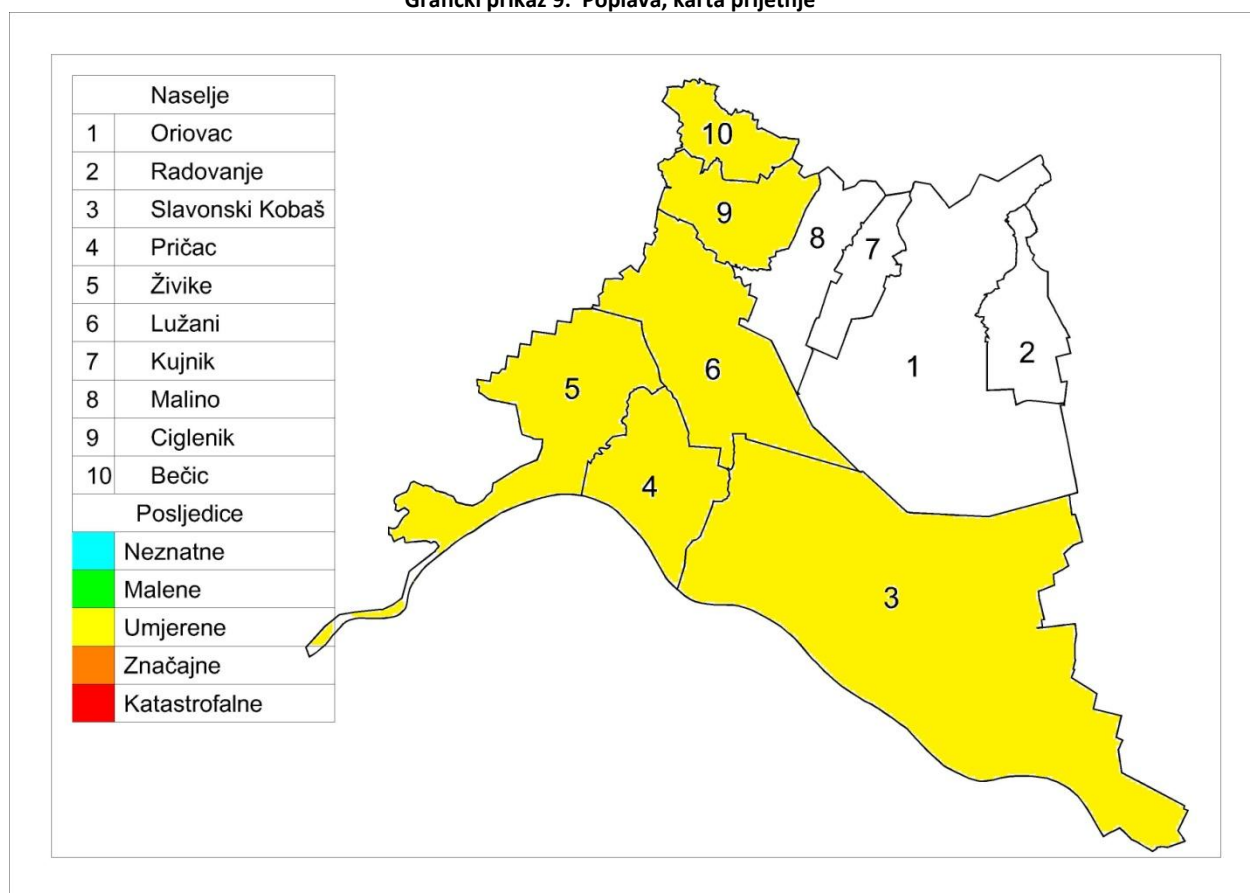 Grafički prikaz 9. Poplava, karta prijetnje
Naselje
1 Oriovac
2 Radovanje
3 Slavonski Kobaš
4 Pričac
5 Živike
6 Lužani
7 Kujnik
8 Malino
9 Ciglenik
10 Bečic
Posljedice
Neznatne
Malene
Umjerene
Značajne
Katastrofalne
10
9
8
7
1
2
6
5
4
3